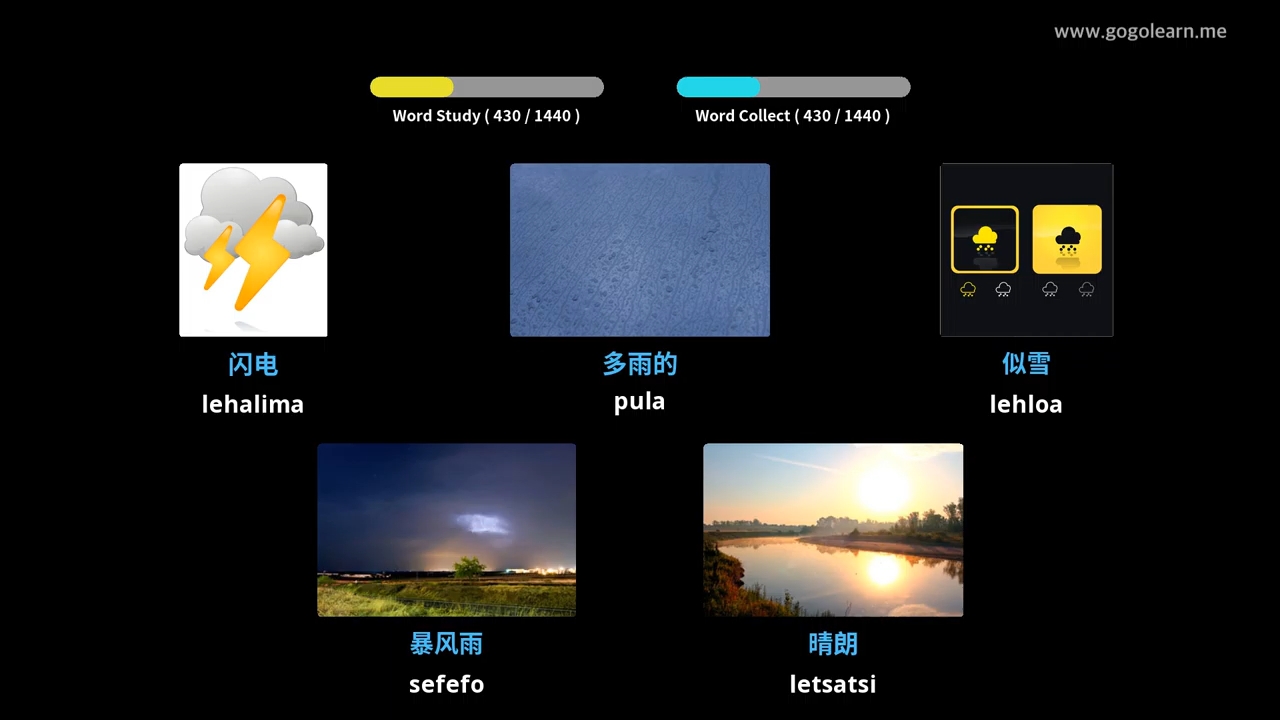 www.gogolearn.me
Word Study ( 430 / 1440 )
Word Collect ( 430 / 1440 )
闪电
lehalima
多雨的
pula
似雪
lehloa
暴风雨
sefefo
晴朗
letsatsi